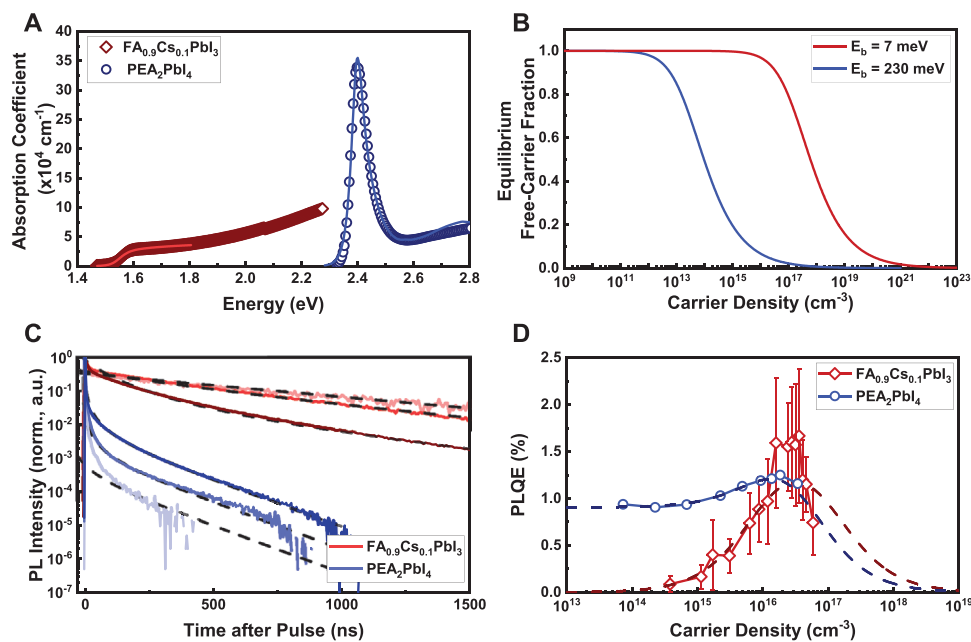 A
FA₀.₉Cs₀.₁PbI₃
PEA₂PbI₄
Absorption Coefficient
(x10⁴ cm⁻¹)
40
35
30
25
20
15
10
5
0
1.4 1.6 1.8 2.0 2.2 2.4 2.6 2.8
Energy (eV)
B
E_b = 7 meV
E_b = 230 meV
Equilibrium
Free-Carrier Fraction
1.0
0.8
0.6
0.4
0.2
0.0
10⁹ 10¹¹ 10¹³ 10¹⁵ 10¹⁷ 10¹⁹ 10²¹ 10²³
Carrier Density (cm⁻³)
C
PL Intensity (norm., a.u.)
10⁰
10⁻¹
10⁻²
10⁻³
10⁻⁴
10⁻⁵
10⁻⁶
10⁻⁷
FA₀.₉Cs₀.₁PbI₃
PEA₂PbI₄
0 500 1000 1500
Time after Pulse (ns)
D
FA₀.₉Cs₀.₁PbI₃
PEA₂PbI₄
PLQE (%)
2.5
2.0
1.5
1.0
0.5
0.0
10¹³ 10¹⁴ 10¹⁵ 10¹⁶ 10¹⁷ 10¹⁸ 10¹⁹
Carrier Density (cm⁻³)